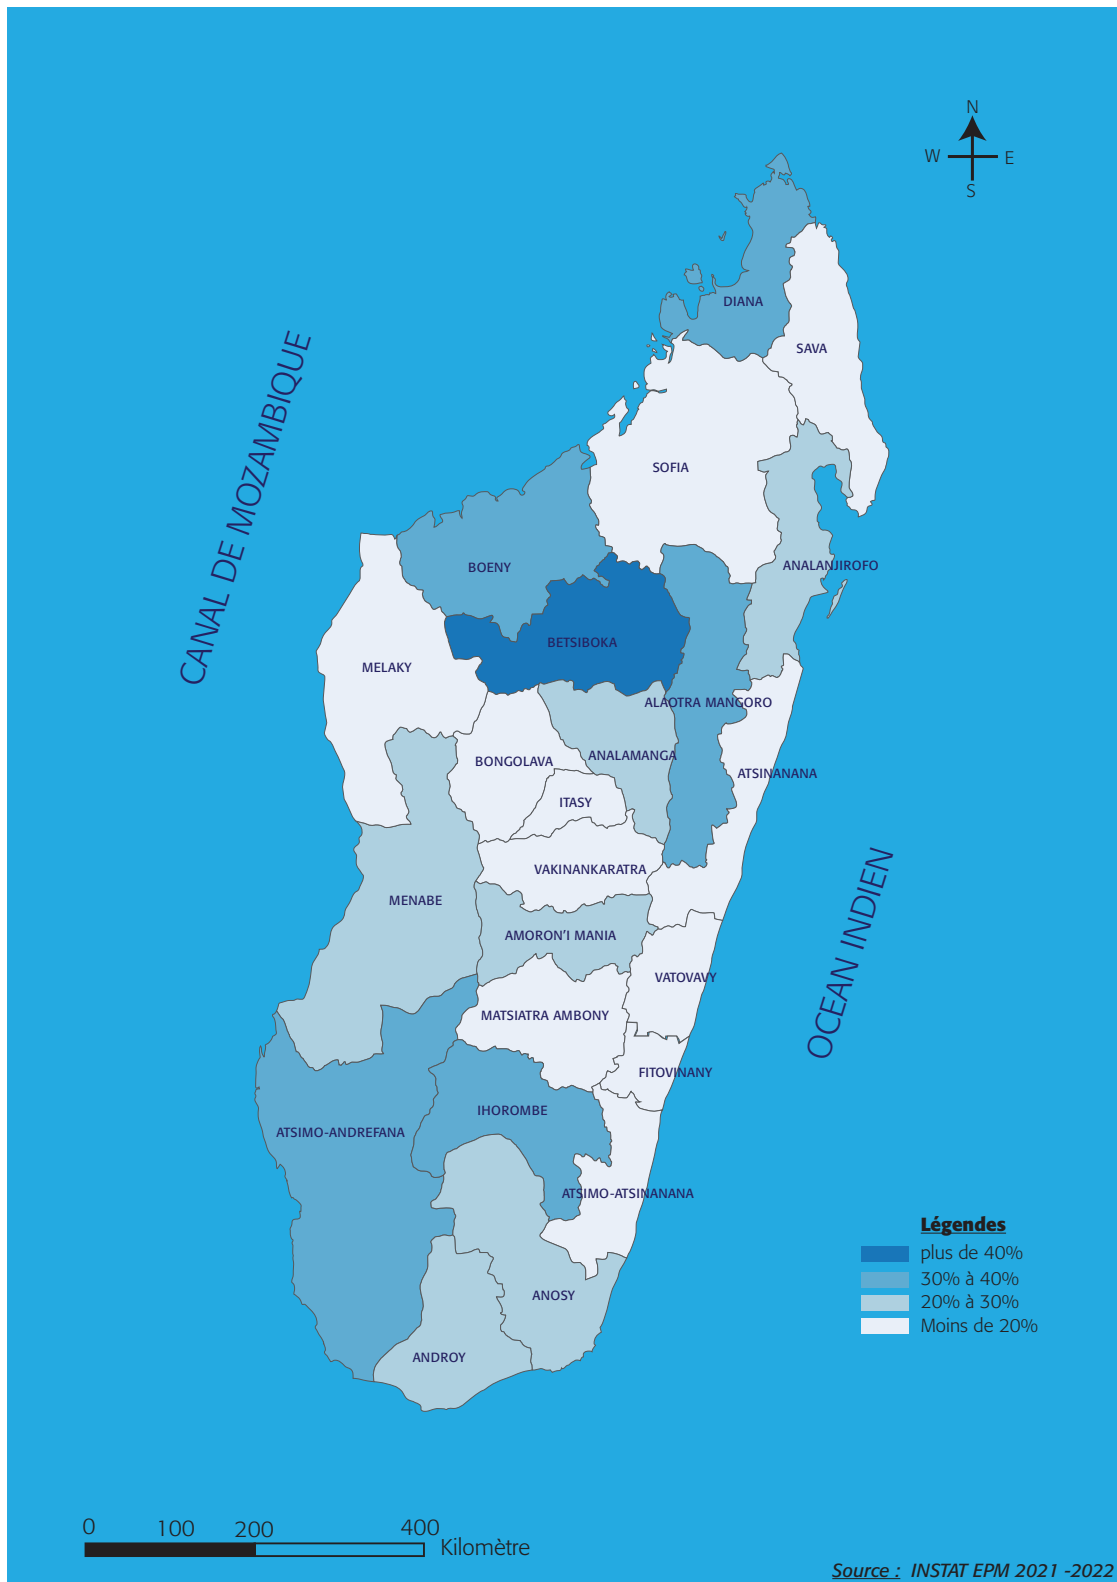 N
W E
S
DIANA
SAVA
CANAL DE MOZAMBIQUE
SOFIA
BOENY
ANALANJIROFO
BETSIBOKA
MELAKY
ALAOTRA MANGORO
ANALAMANGA
BONGOLAVA
ATSINANANA
ITASY
VAKINANKARATRA
MENABE
AMORON'I MANIA
OCEAN INDIEN
VATOVAVY
MATSIATRA AMBONY
FITOVINANY
IHOROMBE
ATSIMO-ANDREFANA
ATSIMO-ATSINANANA
ANOSY
ANDROY
Légendes
plus de 40%
30% à 40%
20% à 30%
Moins de 20%
0 100 200 400
Kilomètre
Source : INSTAT EPM 2021 -2022